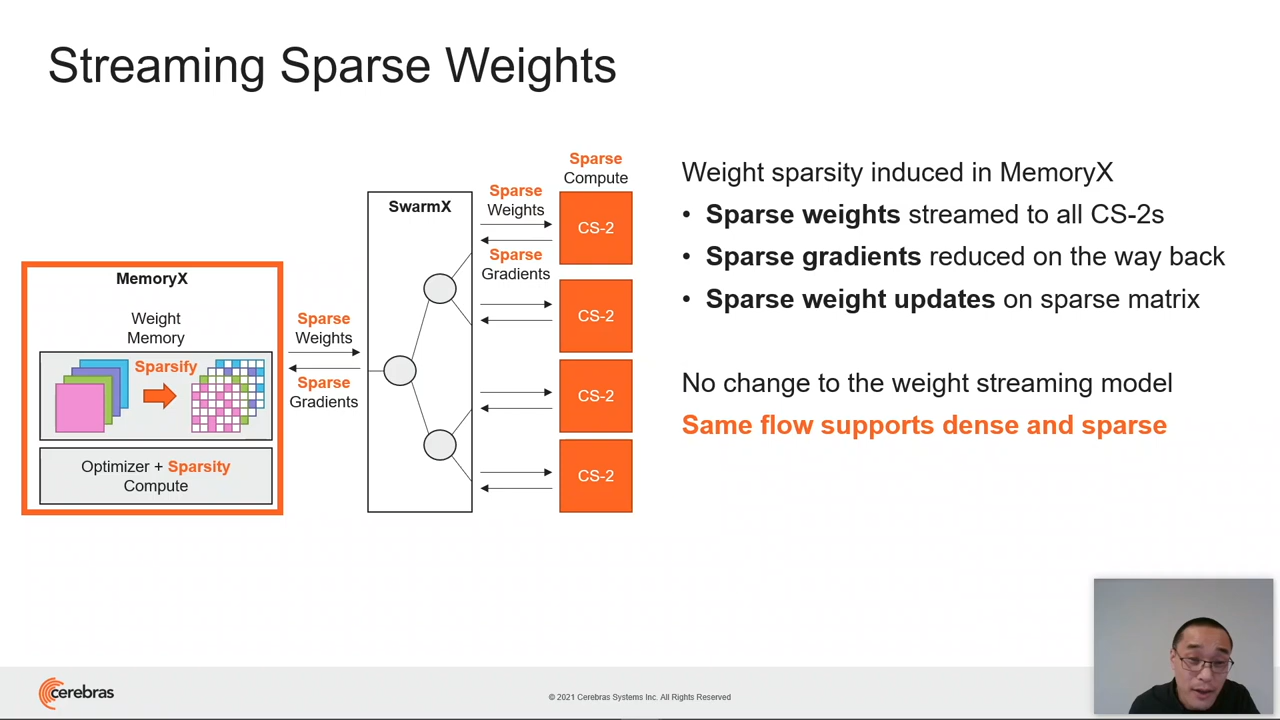 Streaming Sparse Weights
MemoryX
Weight
Memory
Sparsify
Optimizer + Sparsity
Compute
Sparse
Weights
Sparse
Gradients
SwarmX
Sparse
Weights
Sparse
Gradients
Sparse
Compute
CS-2
CS-2
CS-2
CS-2
Weight sparsity induced in MemoryX
• Sparse weights streamed to all CS-2s
• Sparse gradients reduced on the way back
• Sparse weight updates on sparse matrix
No change to the weight streaming model
Same flow supports dense and sparse
cerebras
© 2021 Cerebras Systems Inc. All Rights Reserved